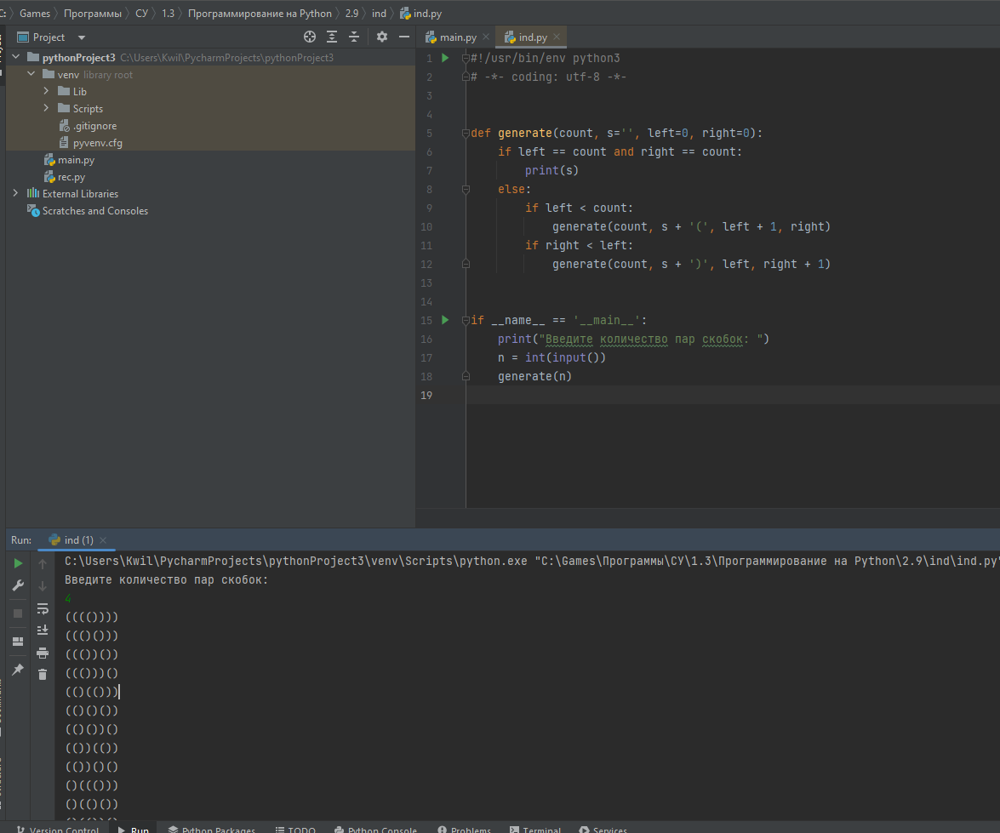 C: Games Программы СУ 1.3 Программирование на Python 2.9 ind ind.py
Project
main.py ind.py
pythonProject3 C:\Users\Kwil\PycharmProjects\pythonProject3
venv library root
Lib
Scripts
.gitignore
pyvenv.cfg
main.py
rec.py
External Libraries
Scratches and Consoles
1 #!/usr/bin/env python3
2 # -*- coding: utf-8 -*-
3
4
5 def generate(count, s='', left=0, right=0):
6 if left == count and right == count:
7 print(s)
8 else:
9 if left < count:
10 generate(count, s + '(', left + 1, right)
11 if right < left:
12 generate(count, s + ')', left, right + 1)
13
14
15 if __name__ == '__main__':
16 print("Введите количество пар скобок: ")
17 n = int(input())
18 generate(n)
19
Run: ind (1)
C:\Users\Kwil\PycharmProjects\pythonProject3\venv\Scripts\python.exe "C:\Games\Программы\СУ\1.3\Программирование на Python\2.9\ind\ind.py"
Введите количество пар скобок:
4
(((())))
((()()))
((())())
((()))()
(()(()))
(()()())
(()())()
(())(())
(())()()
()((()))
()(()())
Version Control Run Python Packages TODO Python Console Problems Terminal Services